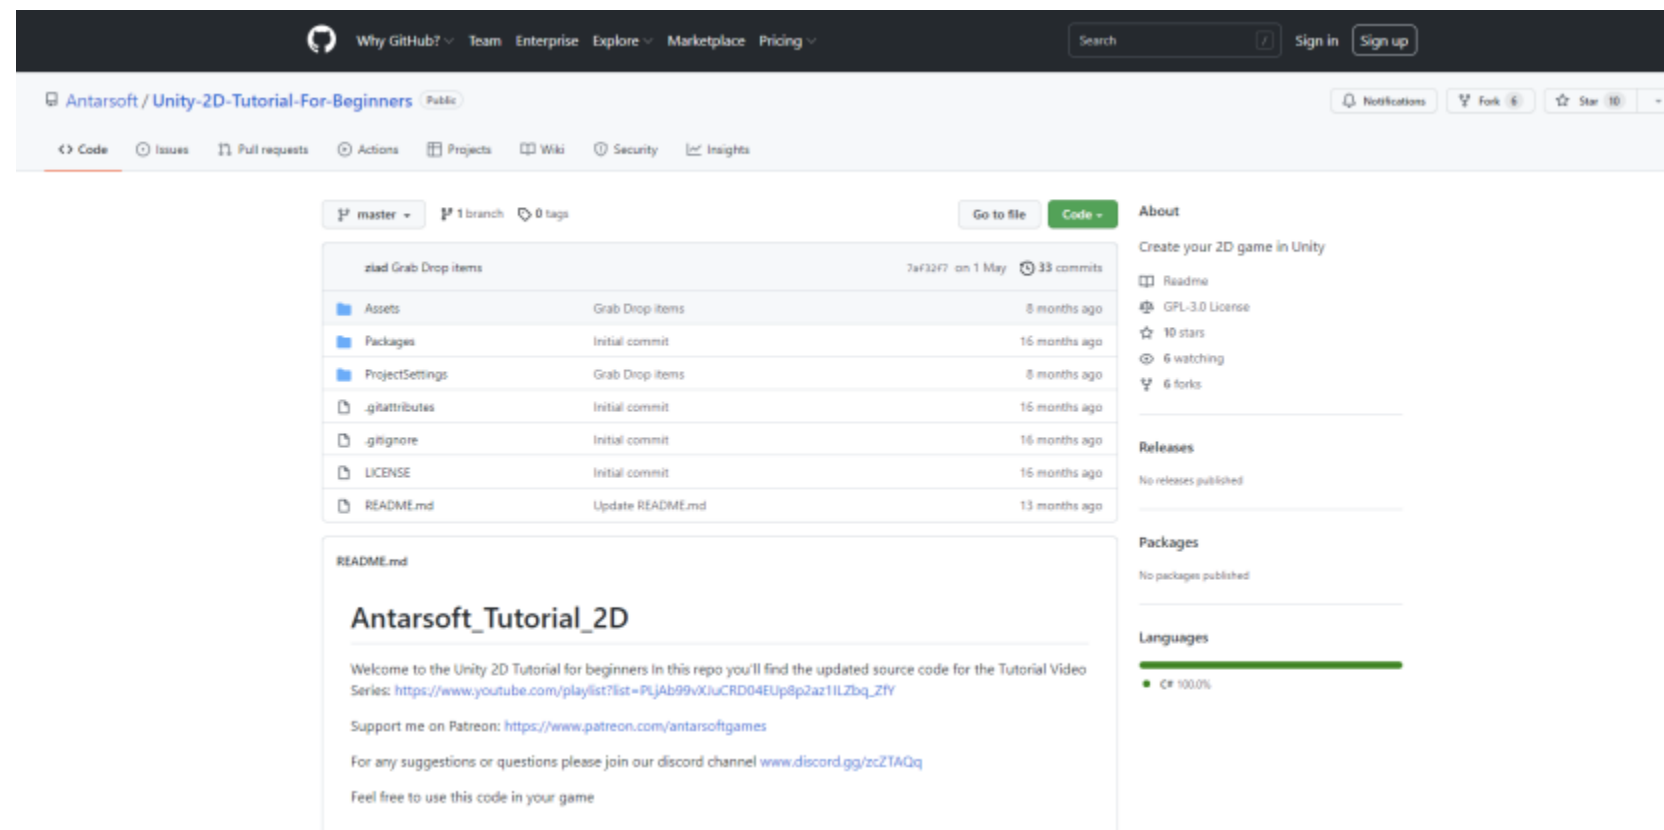 Why GitHub? Team Enterprise Explore Marketplace Pricing Search / Sign in Sign up
Antarsoft / Unity-2D-Tutorial-For-Beginners Public Notifications Fork 6 Star 10
<> Code Issues Pull requests Actions Projects Wiki Security Insights
master 1 branch 0 tags Go to file Code
ziad Grab Drop items 7af32f7 on 1 May 33 commits
Assets Grab Drop items 8 months ago
Packages Initial commit 16 months ago
ProjectSettings Grab Drop items 8 months ago
.gitattributes Initial commit 16 months ago
.gitignore Initial commit 16 months ago
LICENSE Initial commit 16 months ago
README.md Update README.md 13 months ago
README.md
Antarsoft_Tutorial_2D
Welcome to the Unity 2D Tutorial for beginners In this repo you'll find the updated source code for the Tutorial Video
Series: https://www.youtube.com/playlist?list=PLjAb99vXJuCRD04EUp8p2az1ILZbq_ZfY
Support me on Patreon: https://www.patreon.com/antarsoftgames
For any suggestions or questions please join our discord channel www.discord.gg/zcZTAQq
Feel free to use this code in your game
About
Create your 2D game in Unity
Readme
GPL-3.0 License
10 stars
6 watching
6 forks
Releases
No releases published
Packages
No packages published
Languages
C# 100.0%